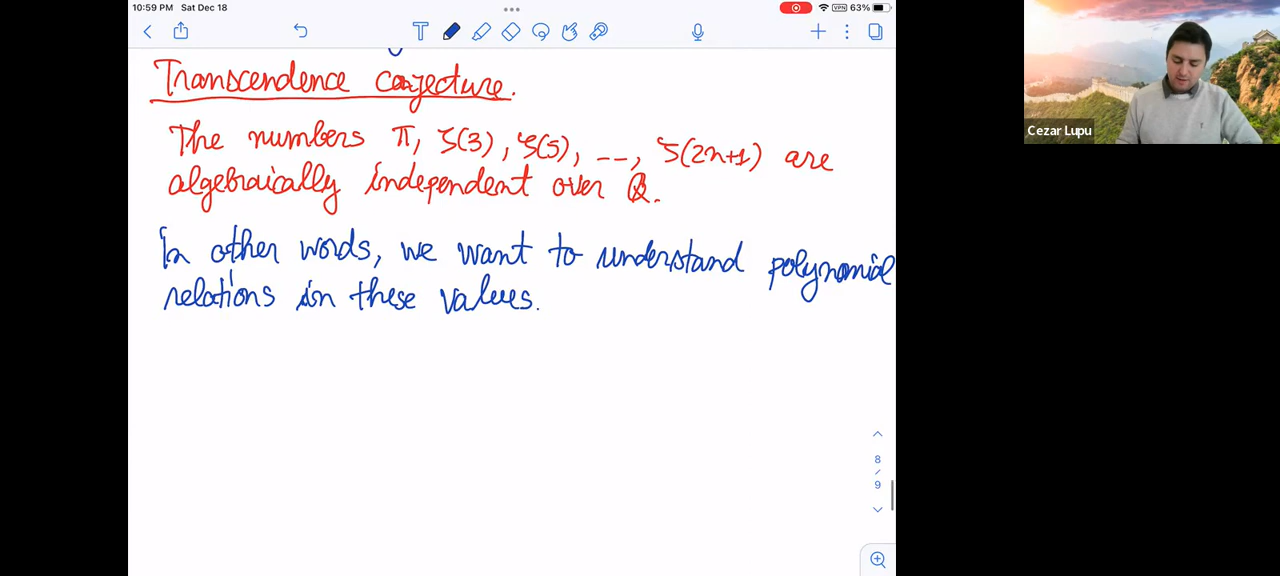 10:59 PM Sat Dec 18
VPN 63%
Transcendence conjecture.
The numbers π, ζ(3), ζ(5), ---, ζ(2n+1) are
algebraically independent over Q.
In other words, we want to understand polynomial
relations in these values.
Cezar Lupu
8
/
9